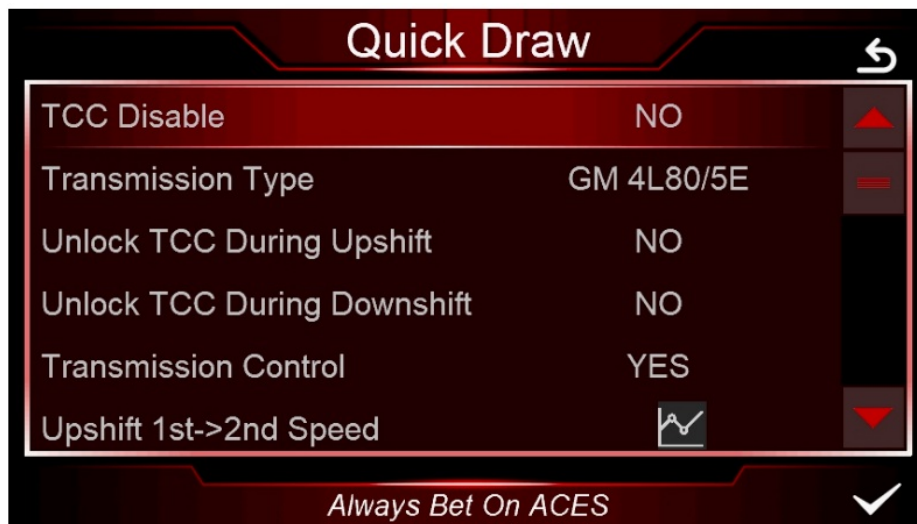 Quick Draw
TCC Disable NO
Transmission Type GM 4L80/5E
Unlock TCC During Upshift NO
Unlock TCC During Downshift NO
Transmission Control YES
Upshift 1st->2nd Speed
Always Bet On ACES